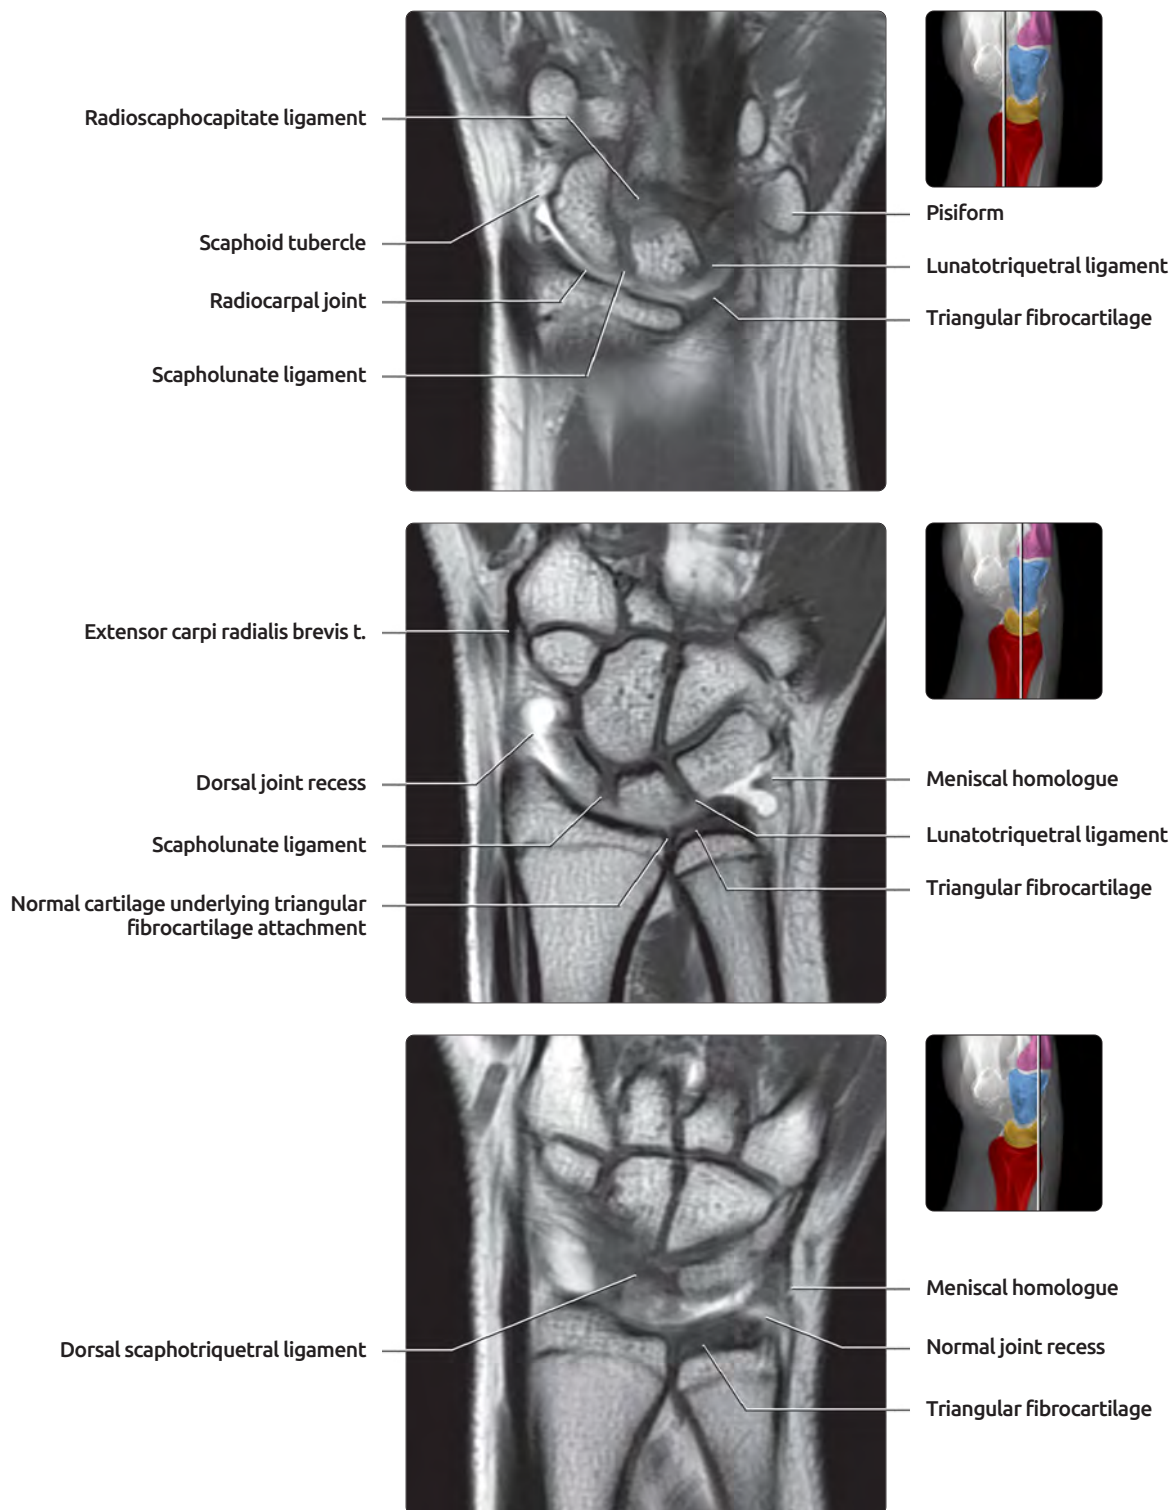 Radioscaphocapitate ligament
Scaphoid tubercle
Radiocarpal joint
Scapholunate ligament
Pisiform
Lunatotriquetral ligament
Triangular fibrocartilage
Extensor carpi radialis brevis t.
Dorsal joint recess
Scapholunate ligament
Normal cartilage underlying triangular
fibrocartilage attachment
Meniscal homologue
Lunatotriquetral ligament
Triangular fibrocartilage
Dorsal scaphotriquetral ligament
Meniscal homologue
Normal joint recess
Triangular fibrocartilage